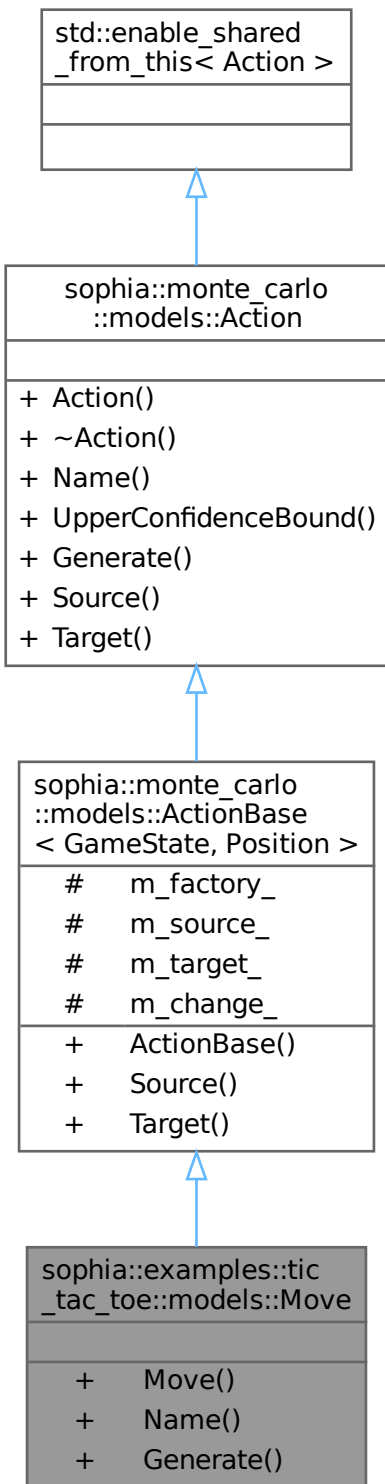 std::enable_shared
_from_this< Action >
sophia::monte_carlo
::models::Action
+ Action()
+ ~Action()
+ Name()
+ UpperConfidenceBound()
+ Generate()
+ Source()
+ Target()
sophia::monte_carlo
::models::ActionBase
< GameState, Position >
# m_factory_
# m_source_
# m_target_
# m_change_
+ ActionBase()
+ Source()
+ Target()
sophia::examples::tic
_tac_toe::models::Move
+ Move()
+ Name()
+ Generate()